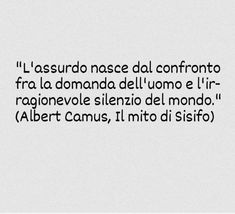 "L'assurdo nasce dal confronto
fra la domanda dell'uomo e l'ir-
ragionevole silenzio del mondo."
(Albert Camus, Il mito di Sisifo)